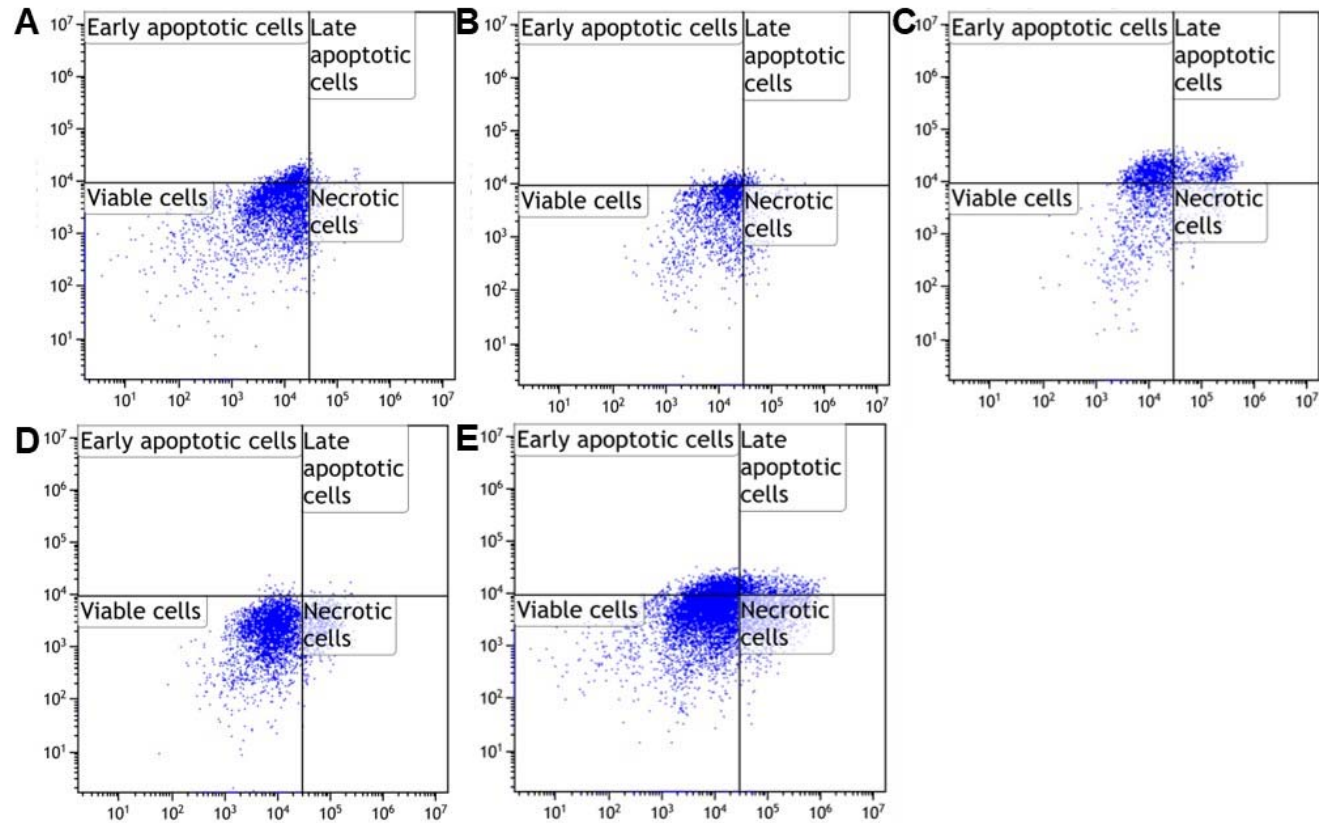 A
Early apoptotic cells
Late
apoptotic
cells
Viable cells
Necrotic
cells
10⁷
10⁶
10⁵
10⁴
10³
10²
10¹
10¹ 10² 10³ 10⁴ 10⁵ 10⁶ 10⁷
B
Early apoptotic cells
Late
apoptotic
cells
Viable cells
Necrotic
cells
10⁷
10⁶
10⁵
10⁴
10³
10²
10¹
10¹ 10² 10³ 10⁴ 10⁵ 10⁶ 10⁷
C
Early apoptotic cells
Late
apoptotic
cells
Viable cells
Necrotic
cells
10⁷
10⁶
10⁵
10⁴
10³
10²
10¹
10¹ 10² 10³ 10⁴ 10⁵ 10⁶ 10⁷
D
Early apoptotic cells
Late
apoptotic
cells
Viable cells
Necrotic
cells
10⁷
10⁶
10⁵
10⁴
10³
10²
10¹
10¹ 10² 10³ 10⁴ 10⁵ 10⁶ 10⁷
E
Early apoptotic cells
Late
apoptotic
cells
Viable cells
Necrotic
cells
10⁷
10⁶
10⁵
10⁴
10³
10²
10¹
10¹ 10² 10³ 10⁴ 10⁵ 10⁶ 10⁷